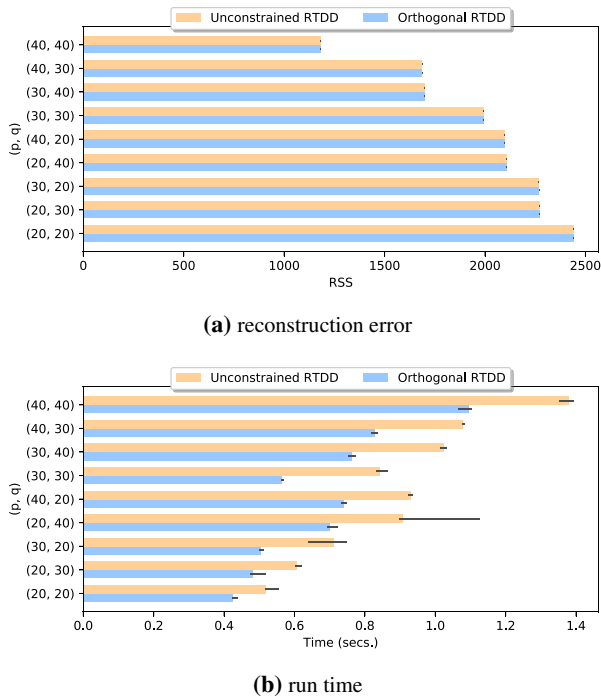 Unconstrained RTDD Orthogonal RTDD
(40, 40)
(40, 30)
(30, 40)
(30, 30)
(40, 20)
(20, 40)
(30, 20)
(20, 30)
(20, 20)
(p, q)
0 500 1000 1500 2000 2500
RSS
(a) reconstruction error
Unconstrained RTDD Orthogonal RTDD
(40, 40)
(40, 30)
(30, 40)
(30, 30)
(40, 20)
(20, 40)
(30, 20)
(20, 30)
(20, 20)
(p, q)
0.0 0.2 0.4 0.6 0.8 1.0 1.2 1.4
Time (secs.)
(b) run time